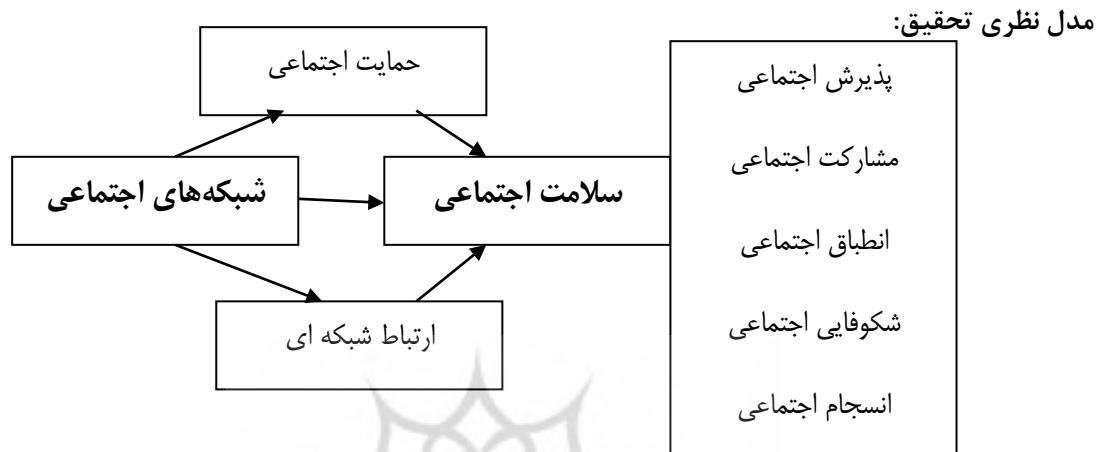 مدل نظری تحقیق:
حمایت اجتماعی
پذیرش اجتماعی
مشارکت اجتماعی
شبکه‌های اجتماعی
سلامت اجتماعی
انطباق اجتماعی
ارتباط شبکه ای
شکوفایی اجتماعی
انسجام اجتماعی